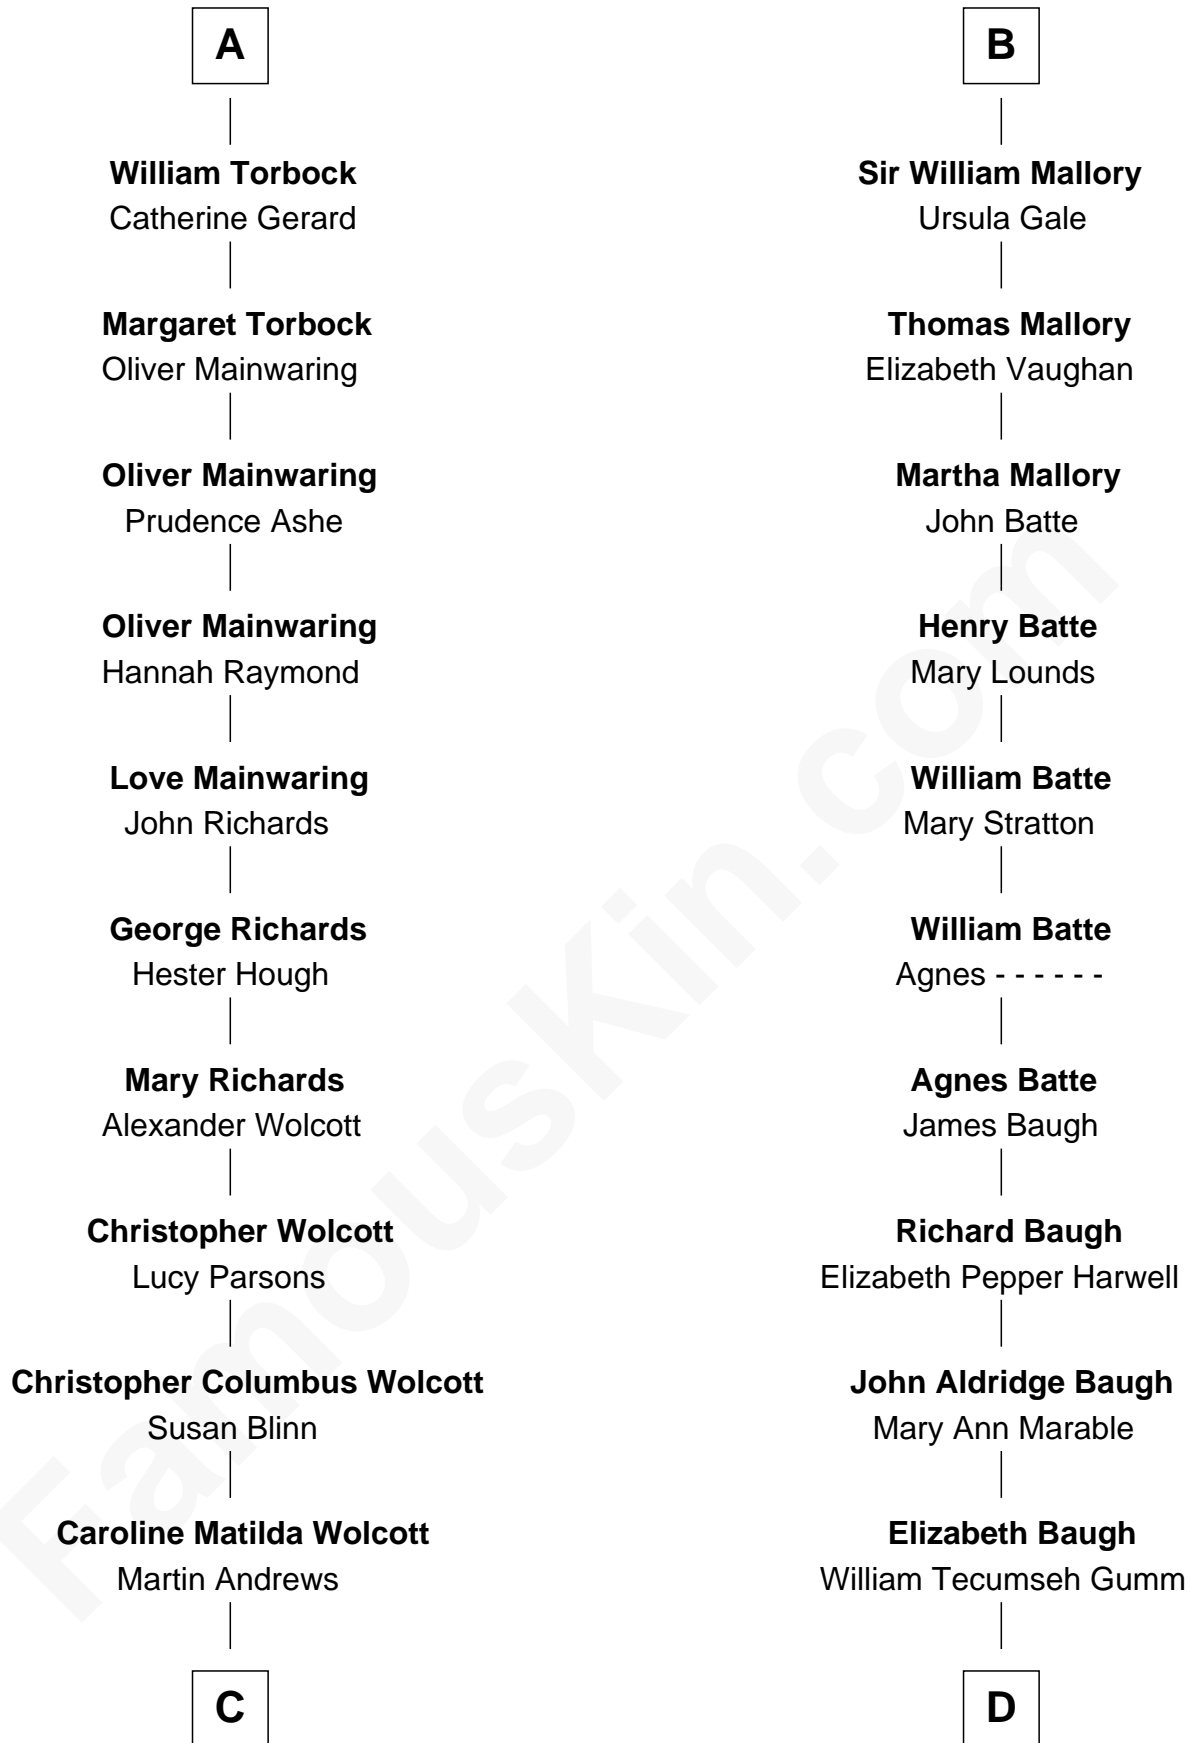 A
William Torbock
Catherine Gerard
Margaret Torbock
Oliver Mainwaring
Oliver Mainwaring
Prudence Ashe
Oliver Mainwaring
Hannah Raymond
Love Mainwaring
John Richards
George Richards
Hester Hough
Mary Richards
Alexander Wolcott
Christopher Wolcott
Lucy Parsons
Christopher Columbus Wolcott
Susan Blinn
Caroline Matilda Wolcott
Martin Andrews
C
B
Sir William Mallory
Ursula Gale
Thomas Mallory
Elizabeth Vaughan
Martha Mallory
John Batte
Henry Batte
Mary Lounds
William Batte
Mary Stratton
William Batte
Agnes - - - - - -
Agnes Batte
James Baugh
Richard Baugh
Elizabeth Pepper Harwell
John Aldridge Baugh
Mary Ann Marable
Elizabeth Baugh
William Tecumseh Gumm
D
FamousKin.com